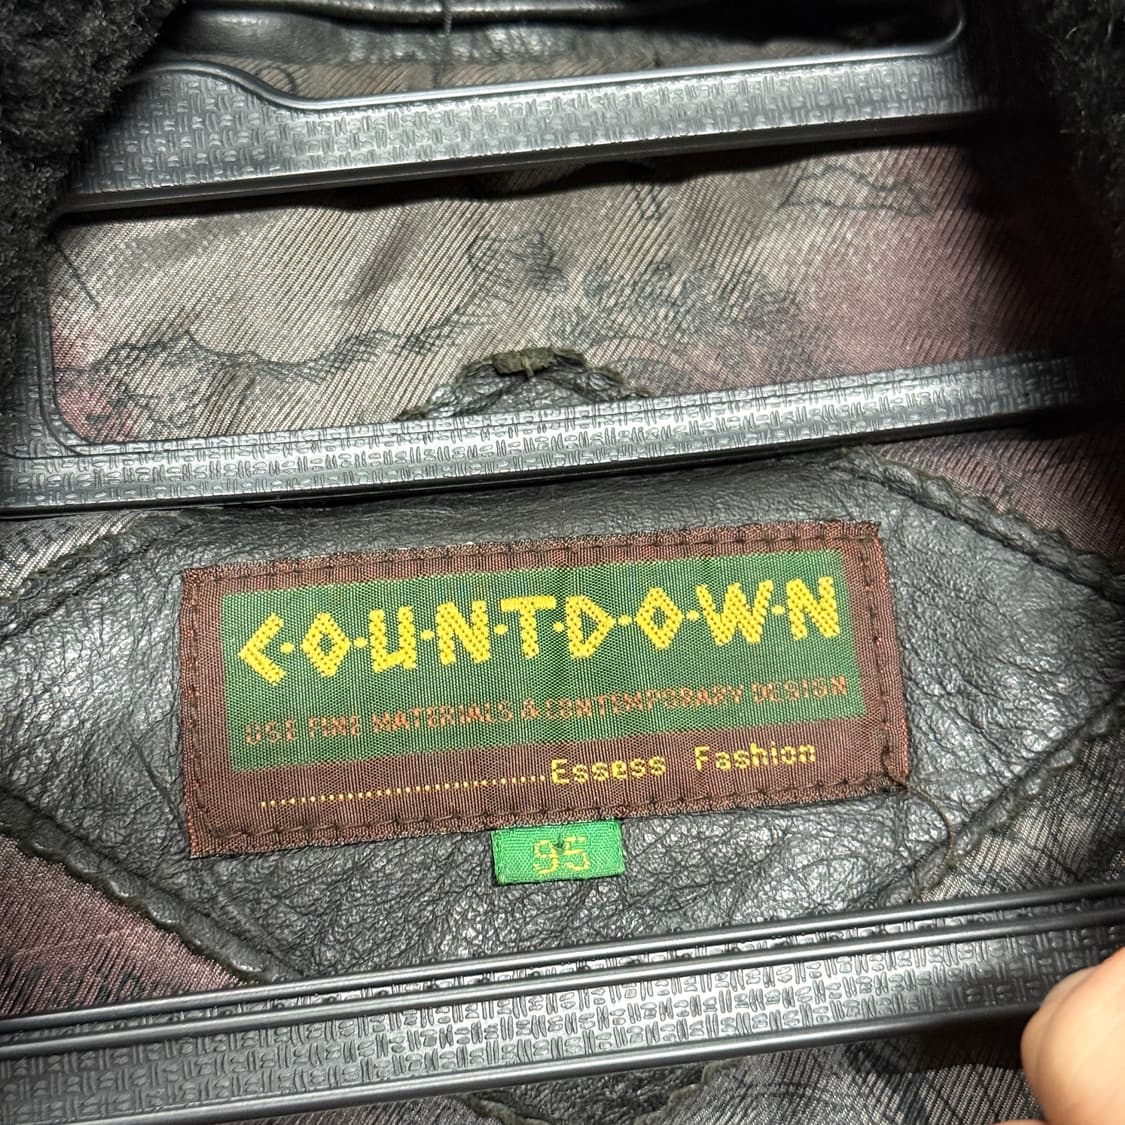 C·O·U·N·T·D·O·W·N
USE FINE MATERIALS & CONTEMPORARY DESIGN
..............................Essess Fashion
95